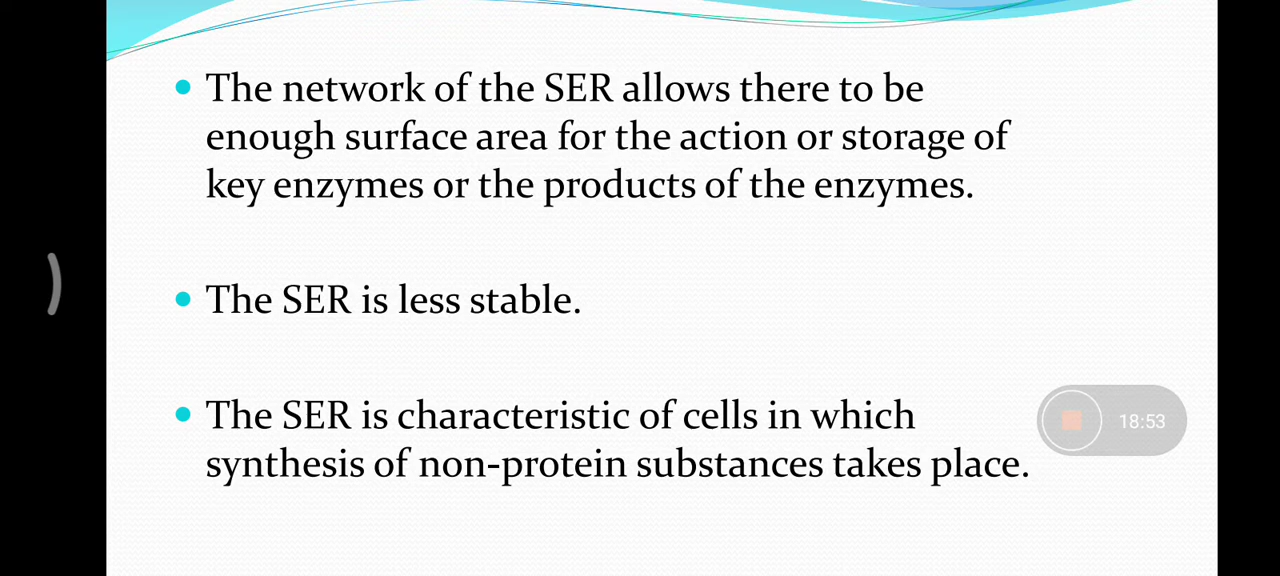 The network of the SER allows there to be
enough surface area for the action or storage of
key enzymes or the products of the enzymes.
The SER is less stable.
The SER is characteristic of cells in which
synthesis of non-protein substances takes place.
18:53